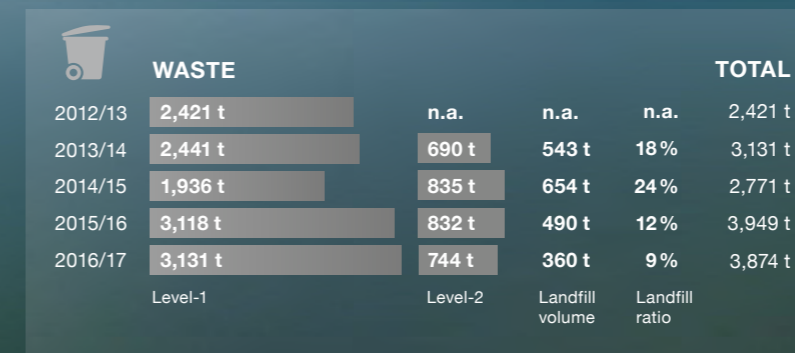 WASTE TOTAL
2012/13 2,421 t n.a. n.a. n.a. 2,421 t
2013/14 2,441 t 690 t 543 t 18 % 3,131 t
2014/15 1,936 t 835 t 654 t 24 % 2,771 t
2015/16 3,118 t 832 t 490 t 12 % 3,949 t
2016/17 3,131 t 744 t 360 t 9 % 3,874 t
Level-1 Level-2 Landfill Landfill
volume ratio